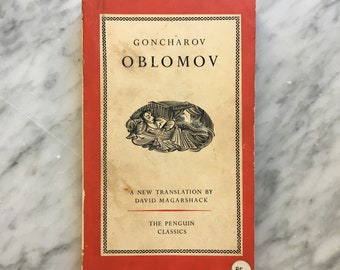 GONCHAROV
OBLOMOV
A NEW TRANSLATION BY
DAVID MAGARSHACK
THE PENGUIN
CLASSICS